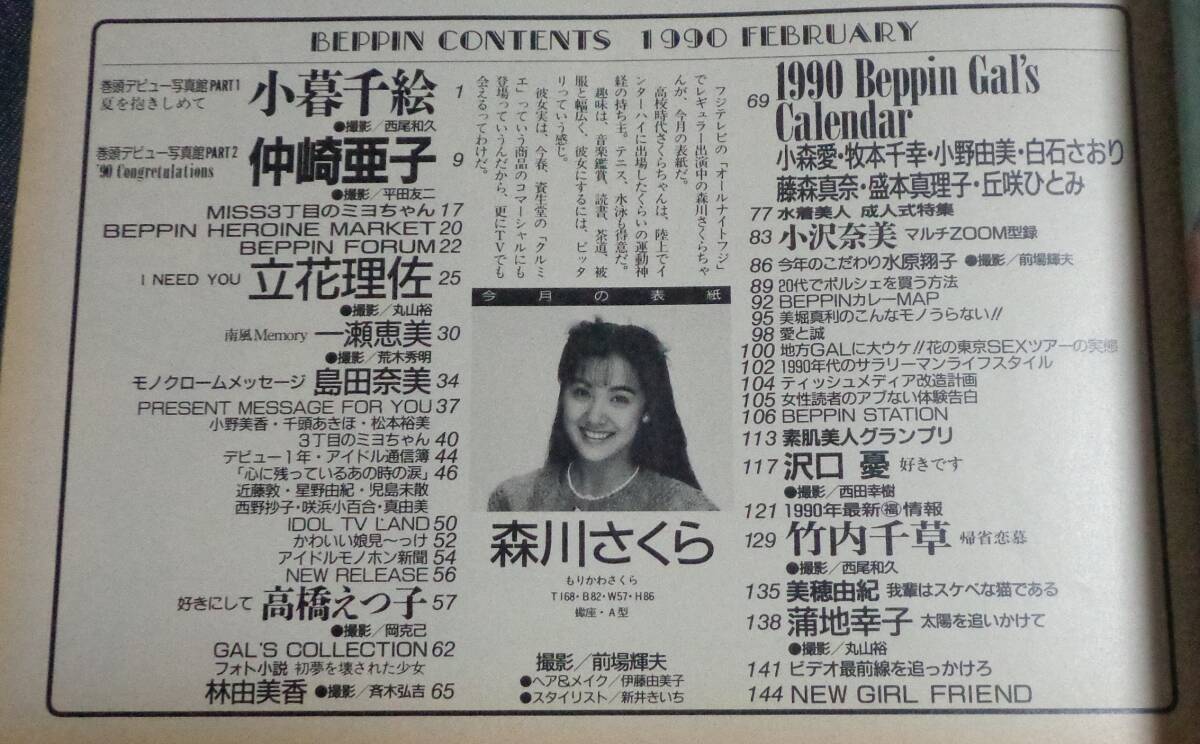 BEPPIN CONTENTS 1990 FEBRUARY
巻頭デビュー写真館PART1
夏を抱きしめて
小暮千絵 1
●撮影／西尾和久
巻頭デビュー写真館PART2
'90 Congretulations
仲崎亜子 9
●撮影／平田友二
MISS3丁目のミヨちゃん 17
BEPPIN HEROINE MARKET 20
BEPPIN FORUM 22
I NEED YOU 立花理佐 25
●撮影／丸山裕
南風Memory 一瀬恵美 30
●撮影／荒木秀明
モノクロームメッセージ 島田奈美 34
PRESENT MESSAGE FOR YOU 37
小野美香・千頭あきほ・松本裕美
3丁目のミヨちゃん 40
デビュー1年・アイドル通信簿 44
「心に残っているあの時の涙」 46
近藤敦・星野由紀・児島未散
西野抄子・咲浜小百合・真由美
IDOL TV LAND 50
かわいい娘見〜っけ 52
アイドルモノホン新聞 54
NEW RELEASE 56
好きにして 高橋えつ子 57
●撮影／岡克己
GAL'S COLLECTION 62
フォト小説 初夢を壊された少女
林由美香 ●撮影／斉木弘吉 65
フジテレビの「オールナイトフジ」
でレギュラー出演中の森川さくらちゃ
んが、今月の表紙だ。
高校時代さくらちゃんは、陸上でイ
ンターハイに出場したくらいの運動神
経の持ち主。テニス、水泳も得意だ。
趣味は、音楽鑑賞、読書、茶道、被
服と幅広く、彼女にするには、ピッタ
リっていう感じ。
彼女実は、今春、資生堂の「クルミ
エ」っていう商品のコマーシャルにも
登場っていうんだから、更にTVでも
会えるってわけだ。
今月の表紙
森川さくら
もりかわさくら
T168・B82・W57・H86
蠍座・A型
撮影／前場輝夫
●ヘア&メイク／伊藤由美子
●スタイリスト／新井きいち
69 1990 Beppin Gal's
Calendar
小森愛・牧本千幸・小野由美・白石さおり
藤森真奈・盛本真理子・丘咲ひとみ
77 水着美人 成人式特集
83 小沢奈美 マルチZOOM型録
86 今年のこだわり水原翔子 ●撮影／前場輝夫
89 20代でポルシェを買う方法
92 BEPPINカレーMAP
95 美堀真利のこんなモノうらない!!
98 愛と誠
100 地方GALに大ウケ!!花の東京SEXツアーの実態
102 1990年代のサラリーマンライフスタイル
104 ティッシュメディア改造計画
105 女性読者のアブない体験告白
106 BEPPIN STATION
113 素肌美人グランプリ
117 沢口 憂 好きです
●撮影／西田幸樹
121 1990年最新㊙情報
129 竹内千草 帰省恋慕
●撮影／西尾和久
135 美穂由紀 我輩はスケベな猫である
138 蒲地幸子 太陽を追いかけて
●撮影／丸山裕
141 ビデオ最前線を追っかけろ
144 NEW GIRL FRIEND